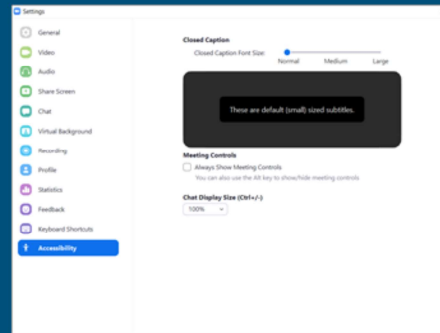 Settings
General
Video
Audio
Share Screen
Chat
Virtual Background
Recording
Profile
Statistics
Feedback
Keyboard Shortcuts
Accessibility
Closed Caption
Closed Caption Font Size:
Normal Medium Large
These are default (small) sized subtitles.
Meeting Controls
Always Show Meeting Controls
You can also use the Alt key to show/hide meeting controls
Chat Display Size (Ctrl+/-)
100%